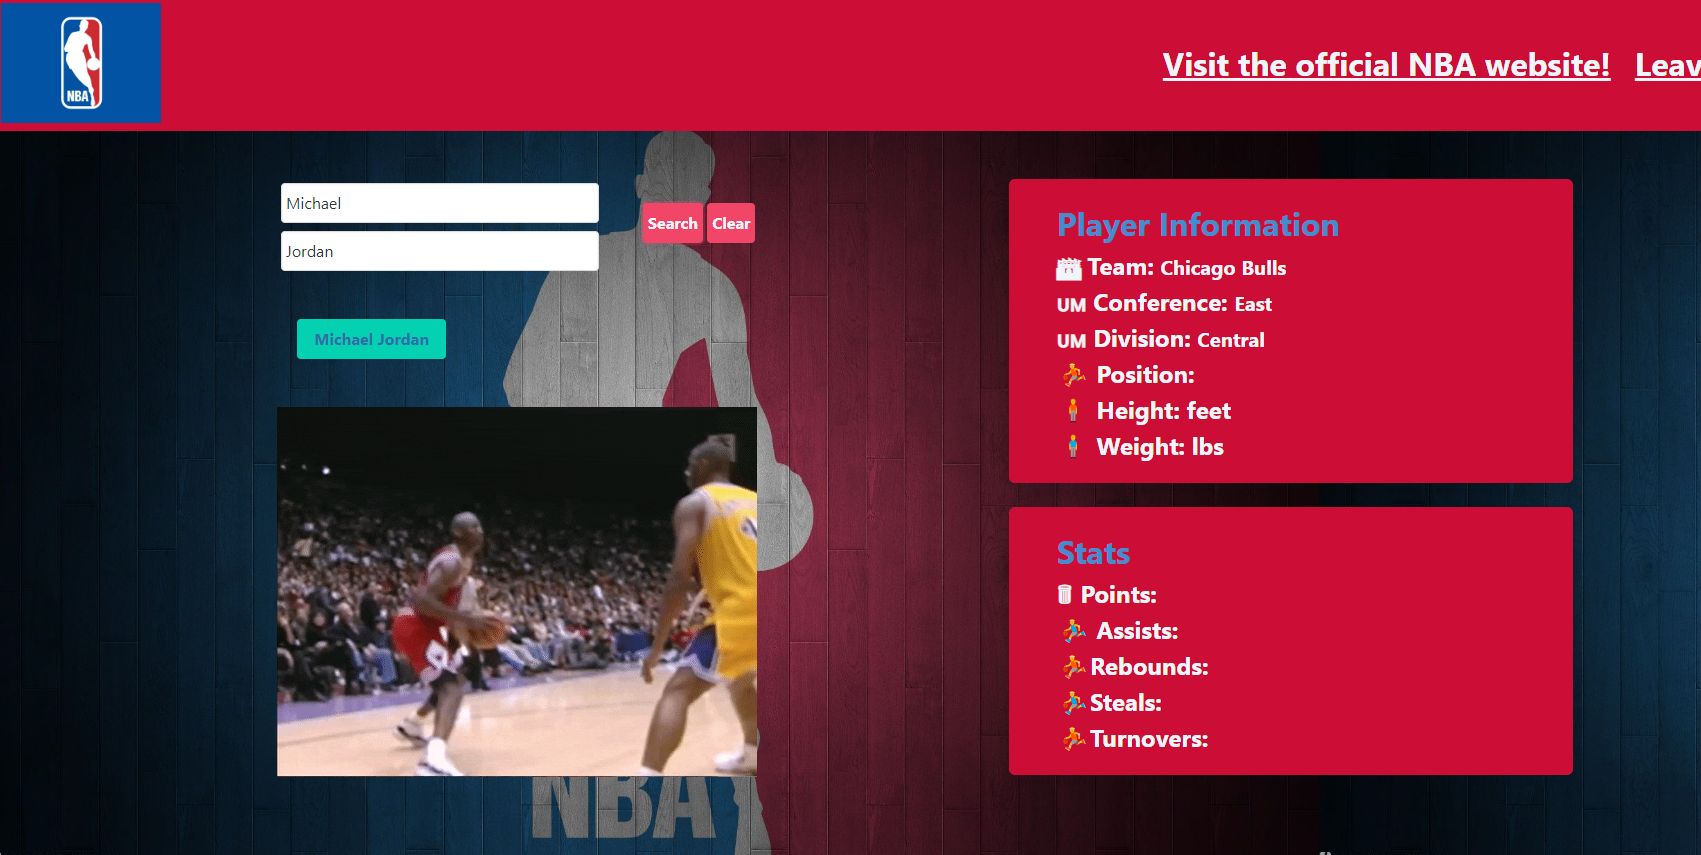 NBA
Visit the official NBA website! Leav
Michael
Jordan
Search Clear
Michael Jordan
Player Information
Team: Chicago Bulls
UM Conference: East
UM Division: Central
Position:
Height: feet
Weight: lbs
Stats
Points:
Assists:
Rebounds:
Steals:
Turnovers:
NBA